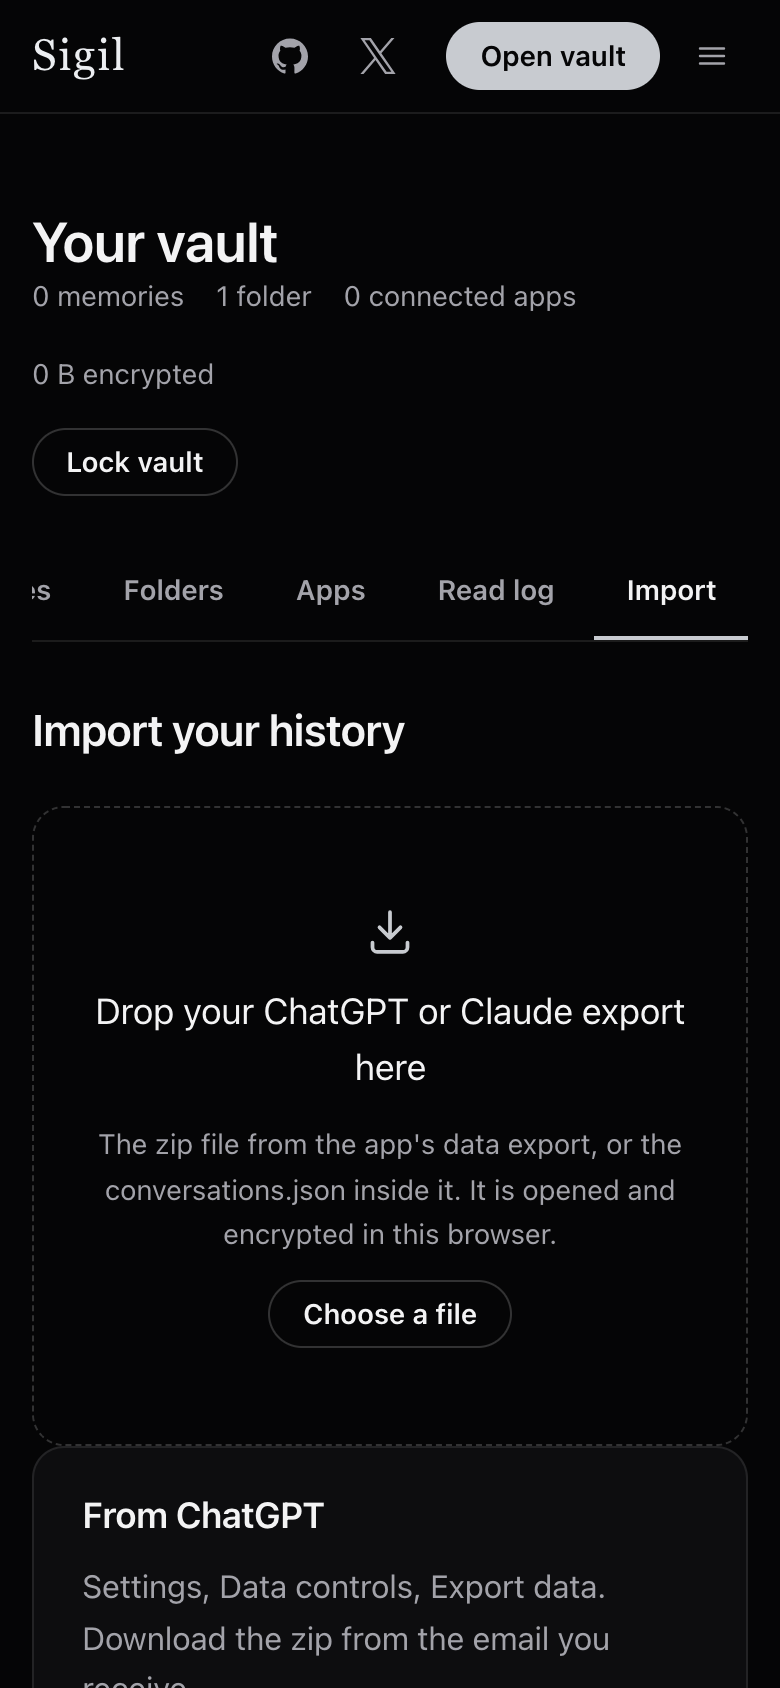 Sigil
Open vault
Your vault
0 memories 1 folder 0 connected apps
0 B encrypted
Lock vault
Folders Apps Read log Import
Import your history
Drop your ChatGPT or Claude export
here
The zip file from the app's data export, or the
conversations.json inside it. It is opened and
encrypted in this browser.
Choose a file
From ChatGPT
Settings, Data controls, Export data.
Download the zip from the email you